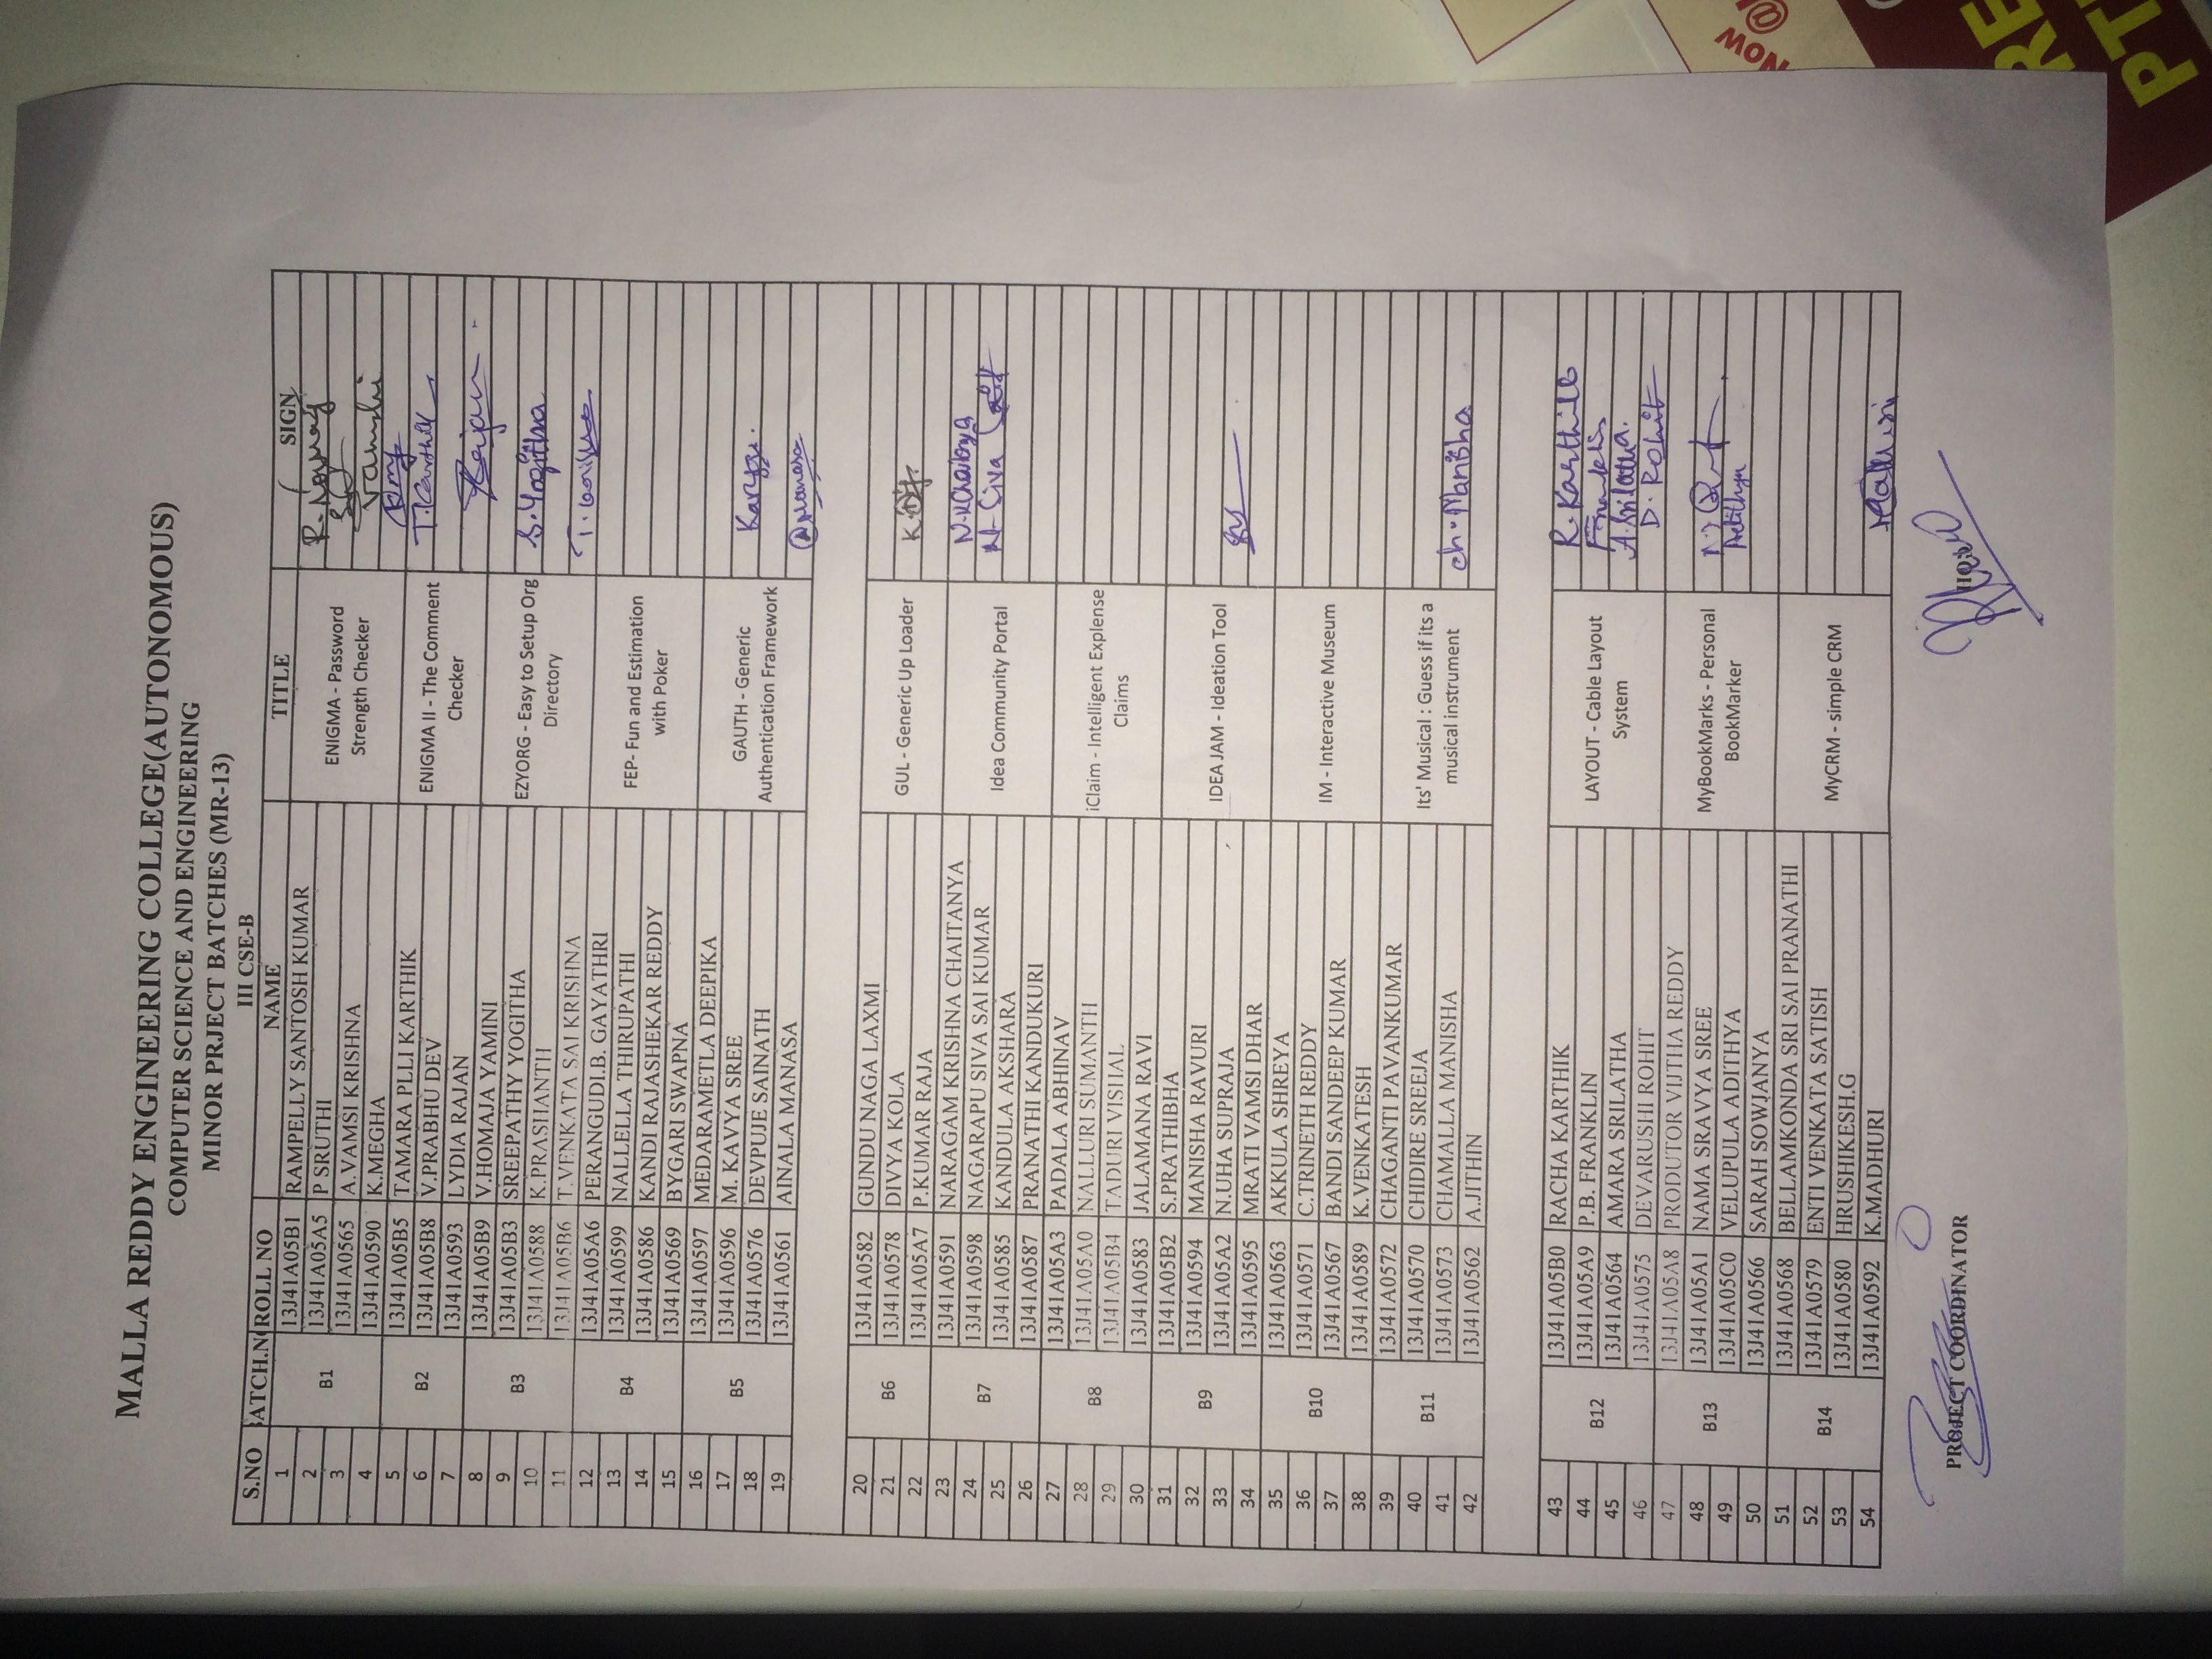 MALLA REDDY ENGINEERING COLLEGE(AUTONOMOUS)
COMPUTER SCIENCE AND ENGINEERING
MINOR PRJECT BATCHES (MR-13)
III CSE-B
S.NO BATCH.N ROLL NO NAME TITLE SIGN
1 B1 13J41A05B1 RAMPELLY SANTOSH KUMAR ENIGMA - Password Strength Checker
2 13J41A05A5 P SRUTHI
3 13J41A0565 A.VAMSI KRISHNA Vamshi
4 13J41A0590 K.MEGHA
5 B2 13J41A05B5 TAMARA PLLI KARTHIK ENIGMA II - The Comment Checker T.Karthik
6 13J41A05B8 V.PRABHU DEV
7 13J41A0593 LYDIA RAJAN Rajan
8 B3 13J41A05B9 V.HOMAJA YAMINI EZYORG - Easy to Setup Org Directory
9 13J41A05B3 SREEPATHY YOGITHA S.Yogitha
10 13J41A0588 K.PRASHANTH
11 13J41A05B6 T.VENKATA SAI KRISHNA
12 B4 13J41A05A6 PERANGUDI.B. GAYATHRI FEP- Fun and Estimation with Poker
13 13J41A0599 NALLELLA THIRUPATHI
14 13J41A0586 KANDI RAJASHEKAR REDDY
15 13J41A0569 BYGARI SWAPNA
16 B5 13J41A0597 MEDARAMETLA DEEPIKA GAUTH - Generic Authentication Framework
17 13J41A0596 M. KAVYA SREE
18 13J41A0576 DEVPUJE SAINATH
19 13J41A0561 AINALA MANASA Manasa
20 B6 13J41A0582 GUNDU NAGA LAXMI GUL - Generic Up Loader
21 13J41A0578 DIVYA KOLA
22 13J41A05A7 P.KUMAR RAJA
23 B7 13J41A0591 NARAGAM KRISHNA CHAITANYA Idea Community Portal N.KChaitanya
24 13J41A0598 NAGARAPU SIVA SAI KUMAR N-Siva
25 13J41A0585 KANDULA AKSHARA
26 13J41A0587 PRANATHI KANDUKURI
27 B8 13J41A05A3 PADALA ABHINAV iClaim - Intelligent Explense Claims
28 13J41A05A0 NALLURI SUMANTH
29 13J41A05B4 TADURI VISHAL
30 13J41A0583 JALAMANA RAVI
31 B9 13J41A05B2 S.PRATHIBHA IDEA JAM - Ideation Tool
32 13J41A0594 MANISHA RAVURI
33 13J41A05A2 N.UHA SUPRAJA
34 13J41A0595 MRATI VAMSI DHAR
35 B10 13J41A0563 AKKULA SHREYA IM - Interactive Museum
36 13J41A0571 C.TRINETH REDDY
37 13J41A0567 BANDI SANDEEP KUMAR
38 13J41A0589 K.VENKATESH
39 B11 13J41A0572 CHAGANTI PAVANKUMAR Its' Musical : Guess if its a musical instrument
40 13J41A0570 CHIDIRE SREEJA
41 13J41A0573 CHAMALLA MANISHA ch.Manisha
42 13J41A0562 A.JITHIN
43 B12 13J41A05B0 RACHA KARTHIK LAYOUT - Cable Layout System R.Karthik
44 13J41A05A9 P.B. FRANKLIN Franklin
45 13J41A0564 AMARA SRILATHA A.Srilatha.
46 13J41A0575 DEVARUSHI ROHIT D. Rohit
47 B13 13J41A05A8 PRODUTOR VIJTHA REDDY MyBookMarks - Personal BookMarker
48 13J41A05A1 NAMA SRAVYA SREE
49 13J41A05C0 VELUPULA ADITHYA Adithya
50 13J41A0566 SARAH SOWJANYA
51 B14 13J41A0568 BELLAMKONDA SRI SAI PRANATHI MyCRM - simple CRM
52 13J41A0579 ENTI VENKATA SATISH
53 13J41A0580 HRUSHIKESH.G
54 13J41A0592 K.MADHURI Madhuri
PROJECT COORDINATOR
Now
@
RE
PT